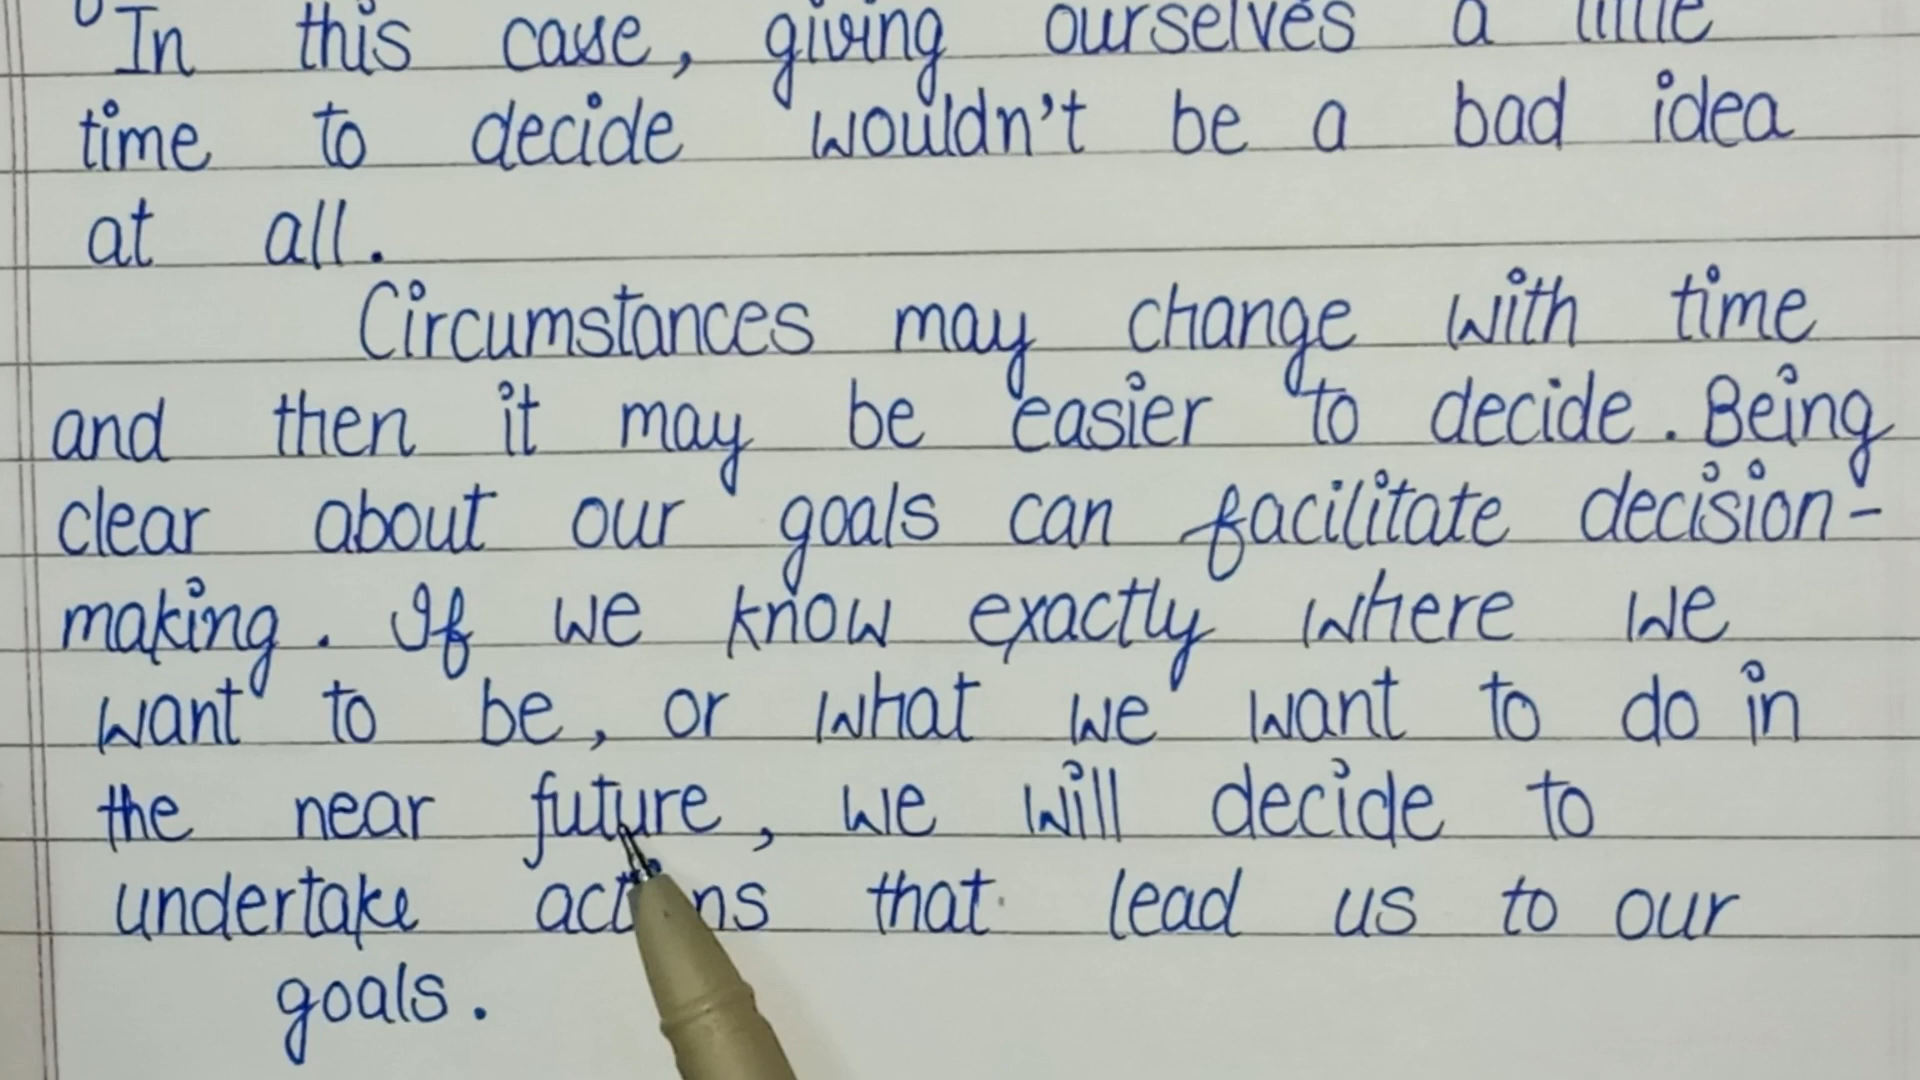 In this case, giving ourselves a little
time to decide wouldn't be a bad idea
at all.
Circumstances may change with time
and then it may be easier to decide. Being
clear about our goals can facilitate decision-
making. If we know exactly where we
want to be, or what we want to do in
the near future, we will decide to
undertake actions that lead us to our
goals.